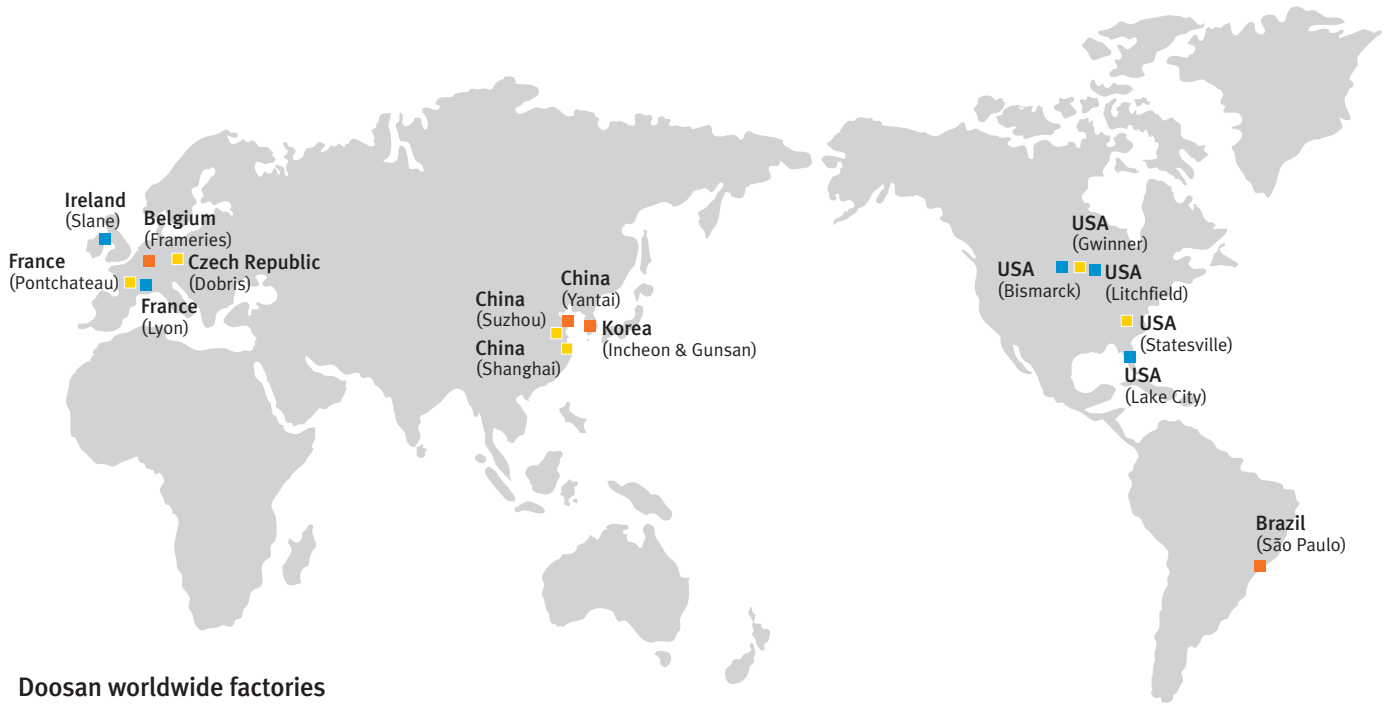 Ireland
(Slane)
Belgium
(Frameries)
France
(Pontchateau)
Czech Republic
(Dobris)
France
(Lyon)
China
(Yantai)
China
(Suzhou)
Korea
(Incheon & Gunsan)
China
(Shanghai)
USA
(Gwinner)
USA
(Bismarck)
USA
(Litchfield)
USA
(Statesville)
USA
(Lake City)
Brazil
(São Paulo)
Doosan worldwide factories